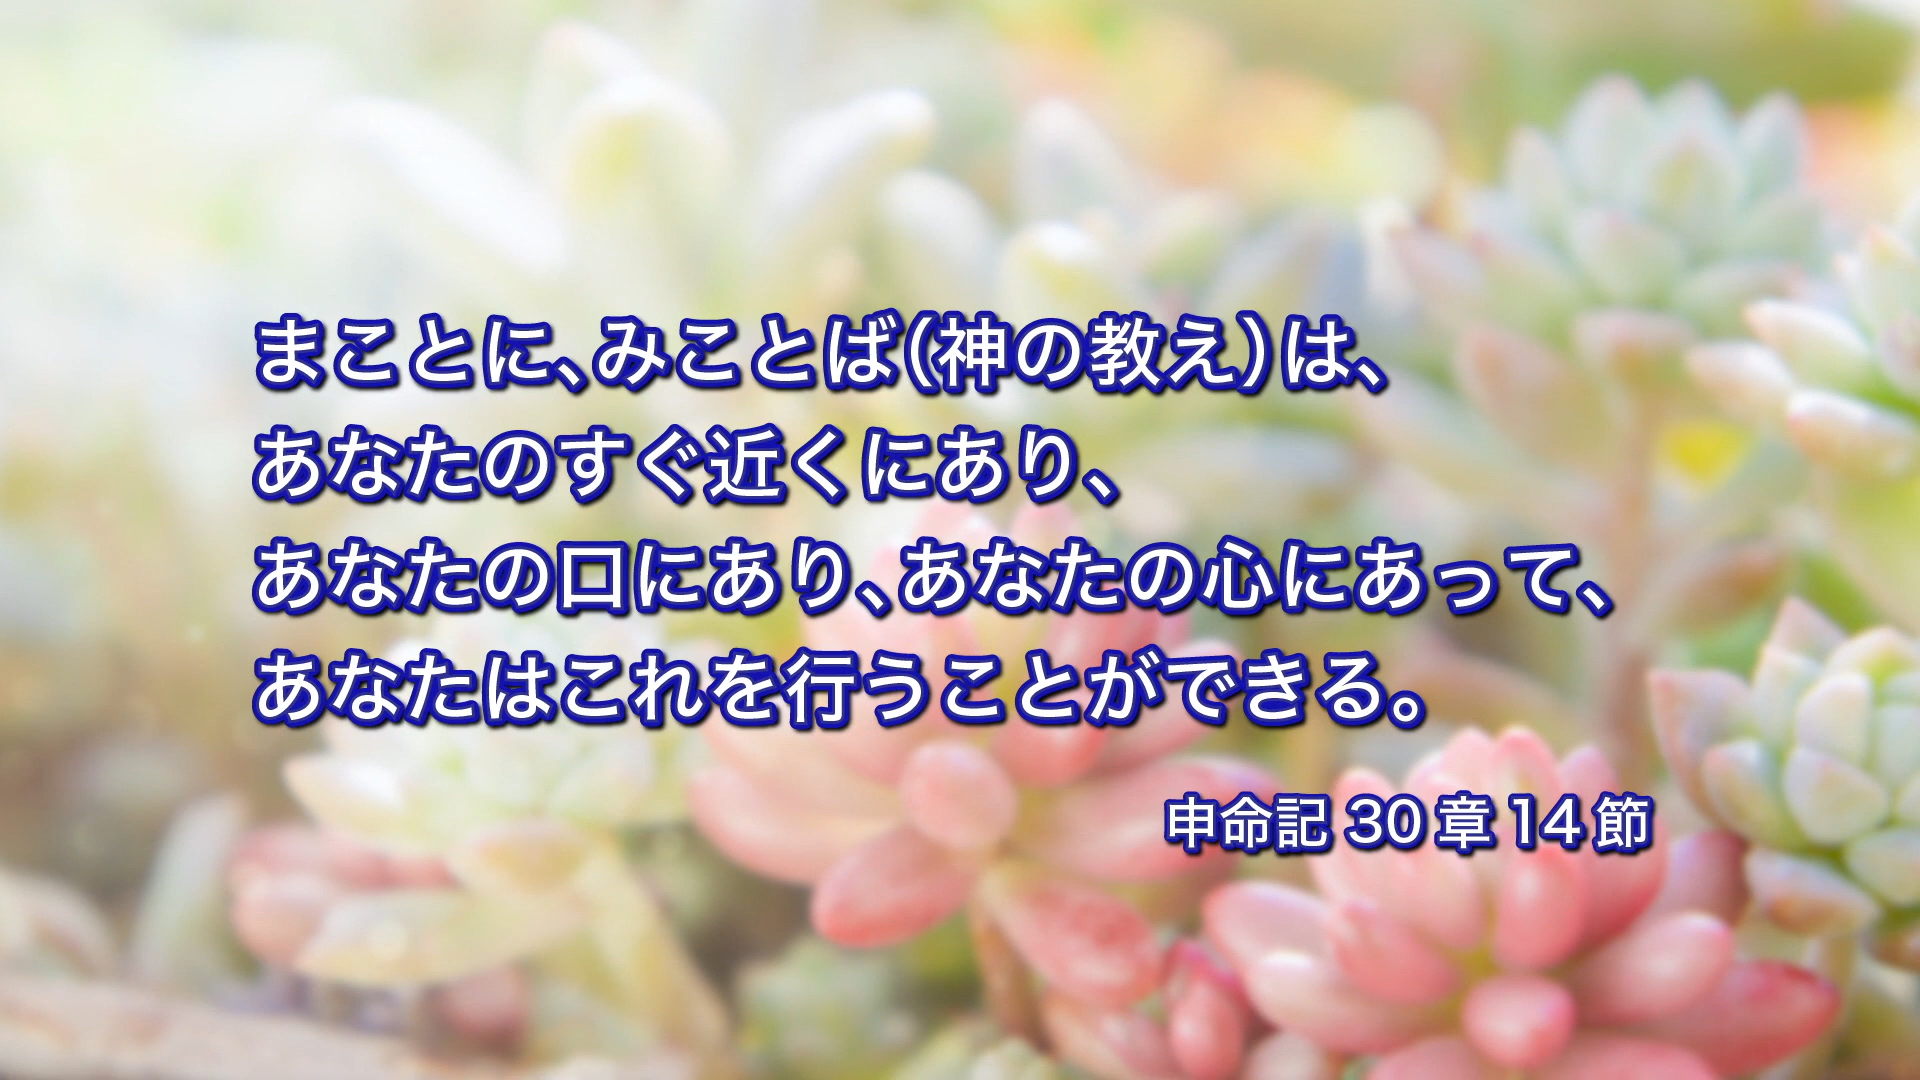 まことに、みことば（神の教え）は、
あなたのすぐ近くにあり、
あなたの口にあり、あなたの心にあって、
あなたはこれを行うことができる。
申命記 30 章 14 節